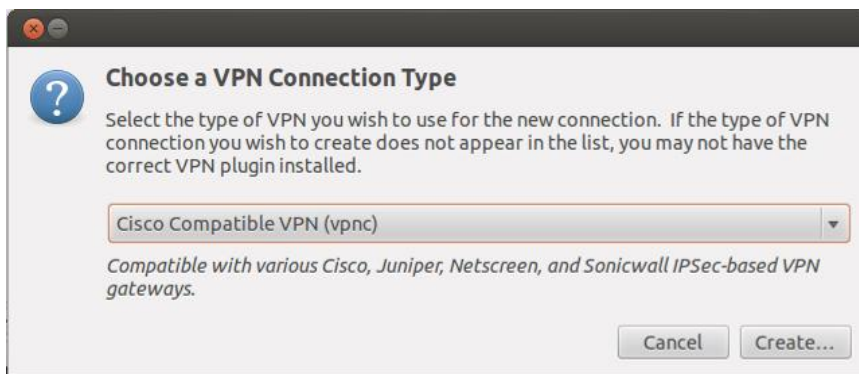 Choose a VPN Connection Type
Select the type of VPN you wish to use for the new connection. If the type of VPN
connection you wish to create does not appear in the list, you may not have the
correct VPN plugin installed.
Cisco Compatible VPN (vpnc)
Compatible with various Cisco, Juniper, Netscreen, and Sonicwall IPSec-based VPN
gateways.
Cancel Create...